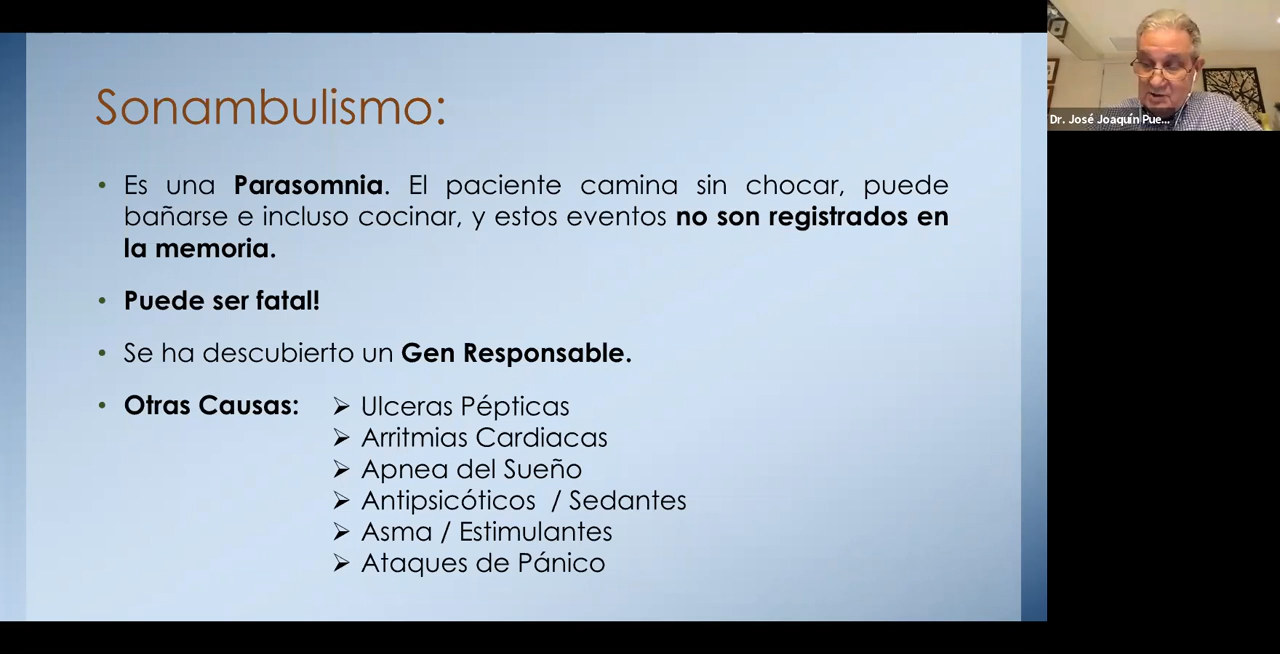 Sonambulismo:
• Es una Parasomnia. El paciente camina sin chocar, puede
bañarse e incluso cocinar, y estos eventos no son registrados en
la memoria.
• Puede ser fatal!
• Se ha descubierto un Gen Responsable.
• Otras Causas: ➢ Ulceras Pépticas
➢ Arritmias Cardiacas
➢ Apnea del Sueño
➢ Antipsicóticos / Sedantes
➢ Asma / Estimulantes
➢ Ataques de Pánico
Dr. José Joaquín Pue...